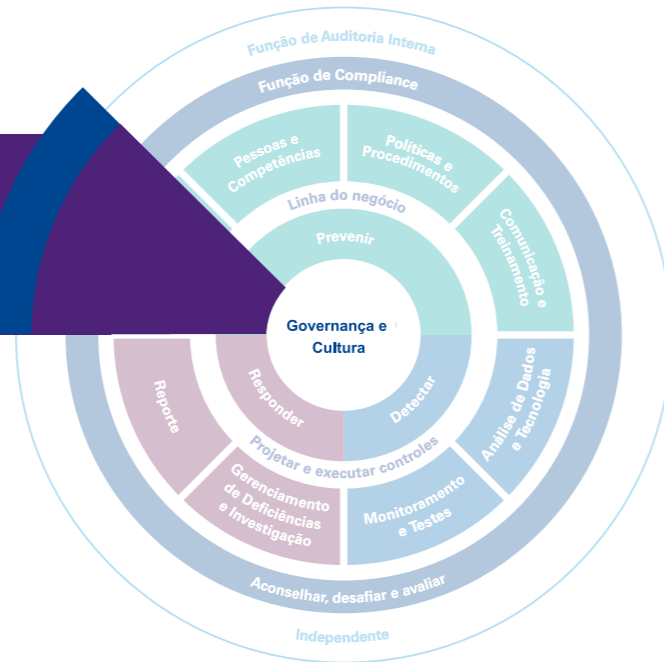 Função de Auditoria Interna
Função de Compliance
Pessoas e
Competências
Políticas e
Procedimentos
Linha do negócio
Comunicação e
Treinamento
Prevenir
Governança e
Cultura
Responder
Detectar
Reporte
Análise de Dados
e Tecnologia
Projetar e executar controles
Gerenciamento
de Deficiências
e Investigação
Monitoramento
e Testes
Aconselhar, desafiar e avaliar
Independente